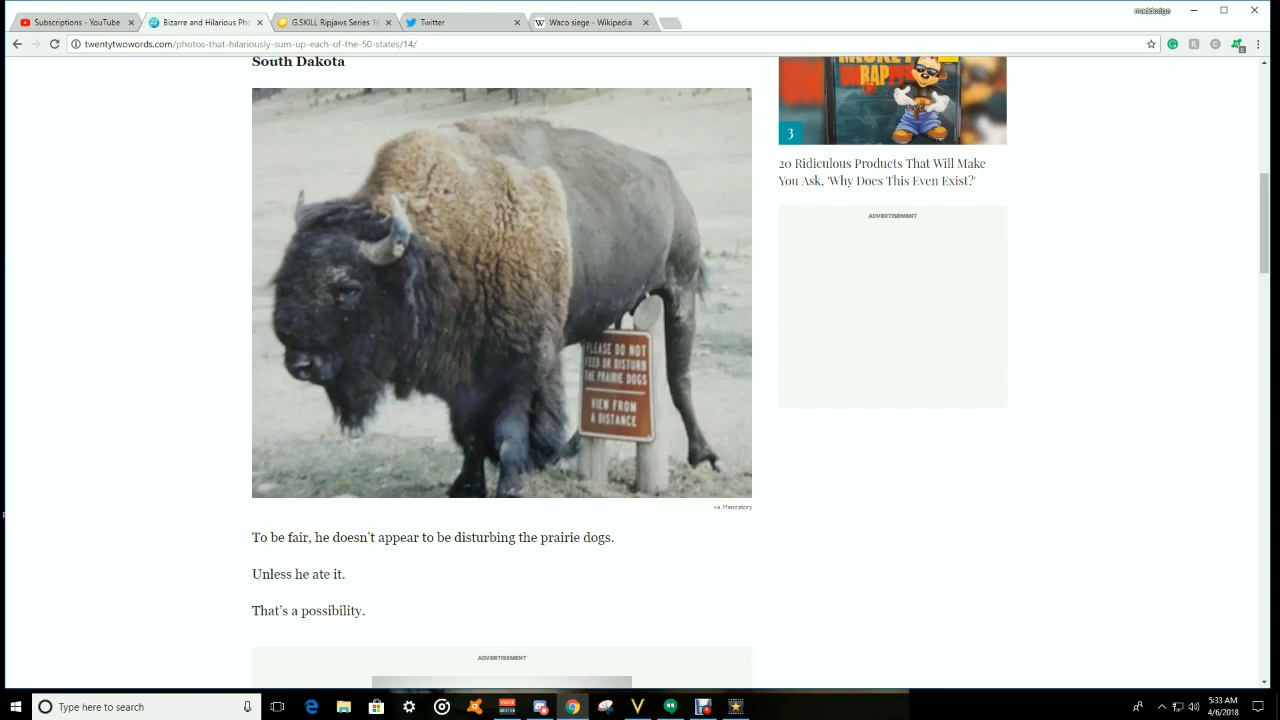 maddodge
Subscriptions - YouTube
Bizarre and Hilarious Ph
G.SKILL Ripjaws Series 1
Twitter
Waco siege - Wikipedia
twentytwowords.com/photos-that-hilariously-sum-up-each-of-the-50-states/14/
South Dakota
PLEASE DO NOT
FEED OR DISTURB
THE PRAIRIE DOGS
VIEW FROM
A DISTANCE
via Mandatory
To be fair, he doesn't appear to be disturbing the prairie dogs.
Unless he ate it.
That's a possibility.
ADVERTISEMENT
3
20 Ridiculous Products That Will Make
You Ask, 'Why Does This Even Exist?'
ADVERTISEMENT
Type here to search
5:33 AM
4/6/2018